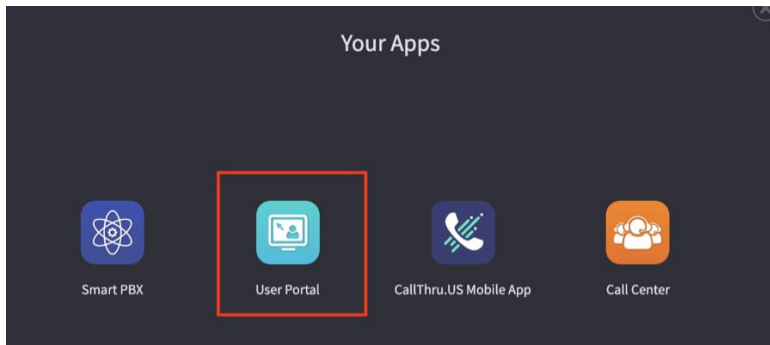 Your Apps
Smart PBX
User Portal
CallThru.US Mobile App
Call Center